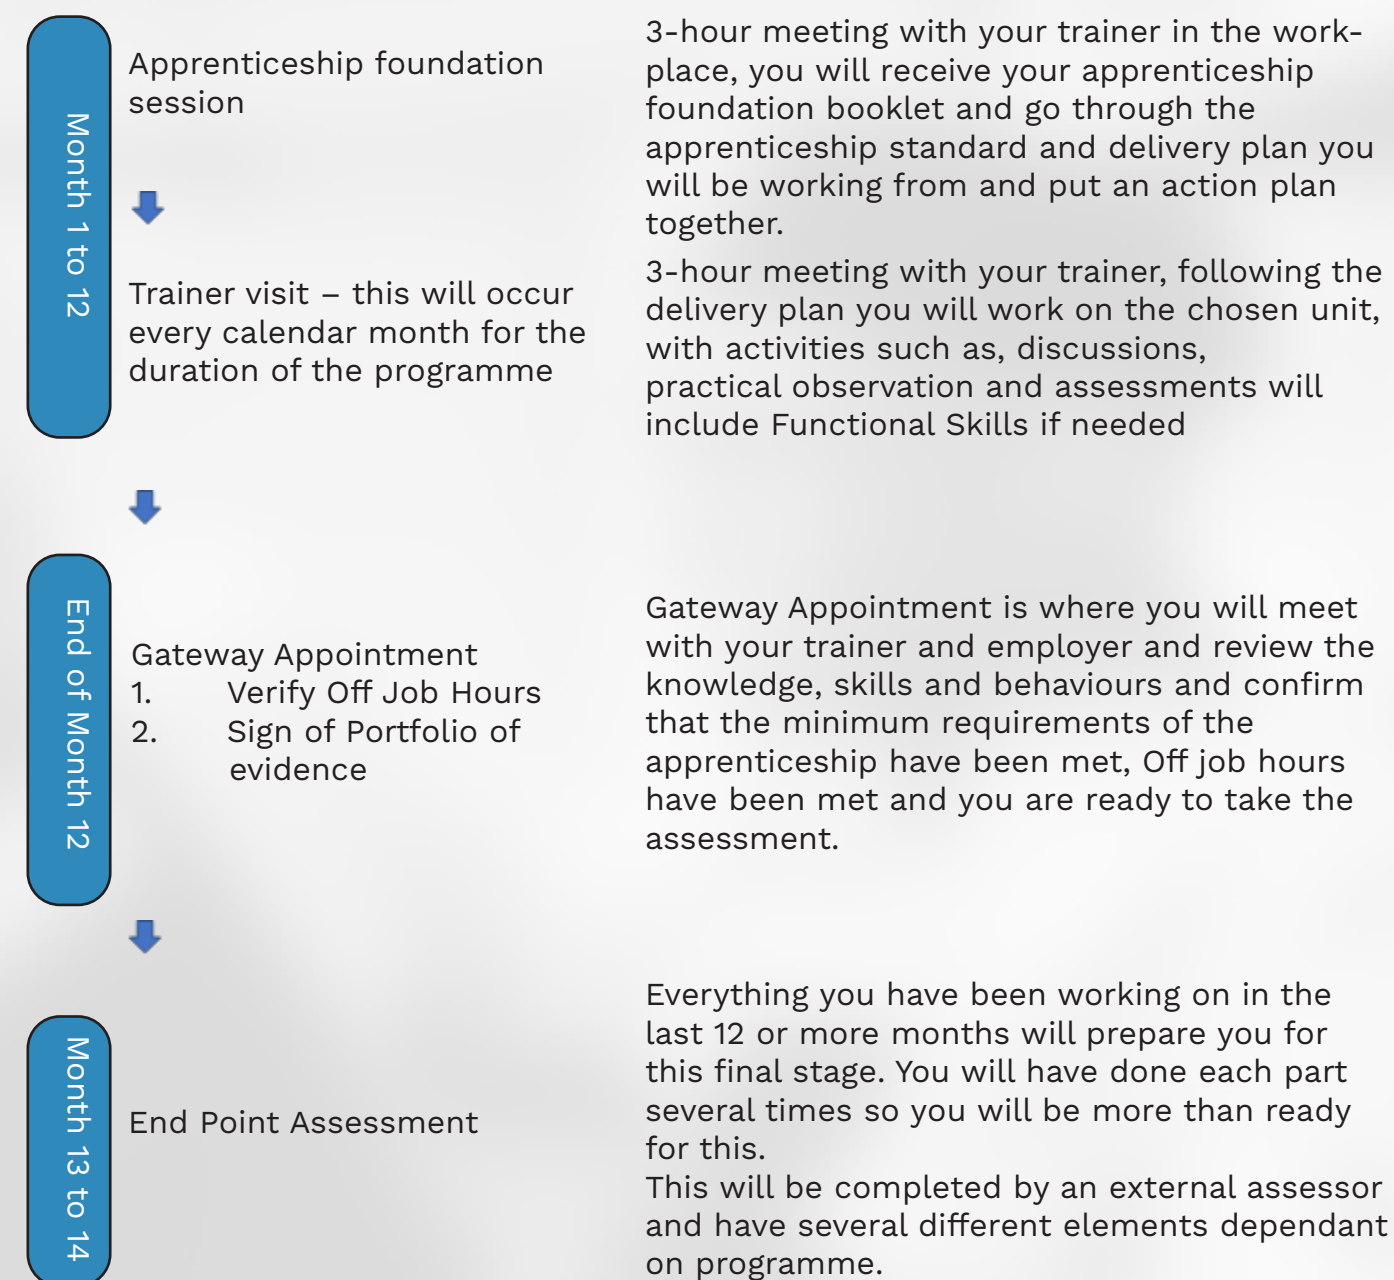 Month 1 to 12
Apprenticeship foundation
session
3-hour meeting with your trainer in the work-
place, you will receive your apprenticeship
foundation booklet and go through the
apprenticeship standard and delivery plan you
will be working from and put an action plan
together.
Trainer visit – this will occur
every calendar month for the
duration of the programme
3-hour meeting with your trainer, following the
delivery plan you will work on the chosen unit,
with activities such as, discussions,
practical observation and assessments will
include Functional Skills if needed
End of Month 12
Gateway Appointment
1. Verify Off Job Hours
2. Sign of Portfolio of
evidence
Gateway Appointment is where you will meet
with your trainer and employer and review the
knowledge, skills and behaviours and confirm
that the minimum requirements of the
apprenticeship have been met, Off job hours
have been met and you are ready to take the
assessment.
Month 13 to 14
End Point Assessment
Everything you have been working on in the
last 12 or more months will prepare you for
this final stage. You will have done each part
several times so you will be more than ready
for this.
This will be completed by an external assessor
and have several different elements dependant
on programme.